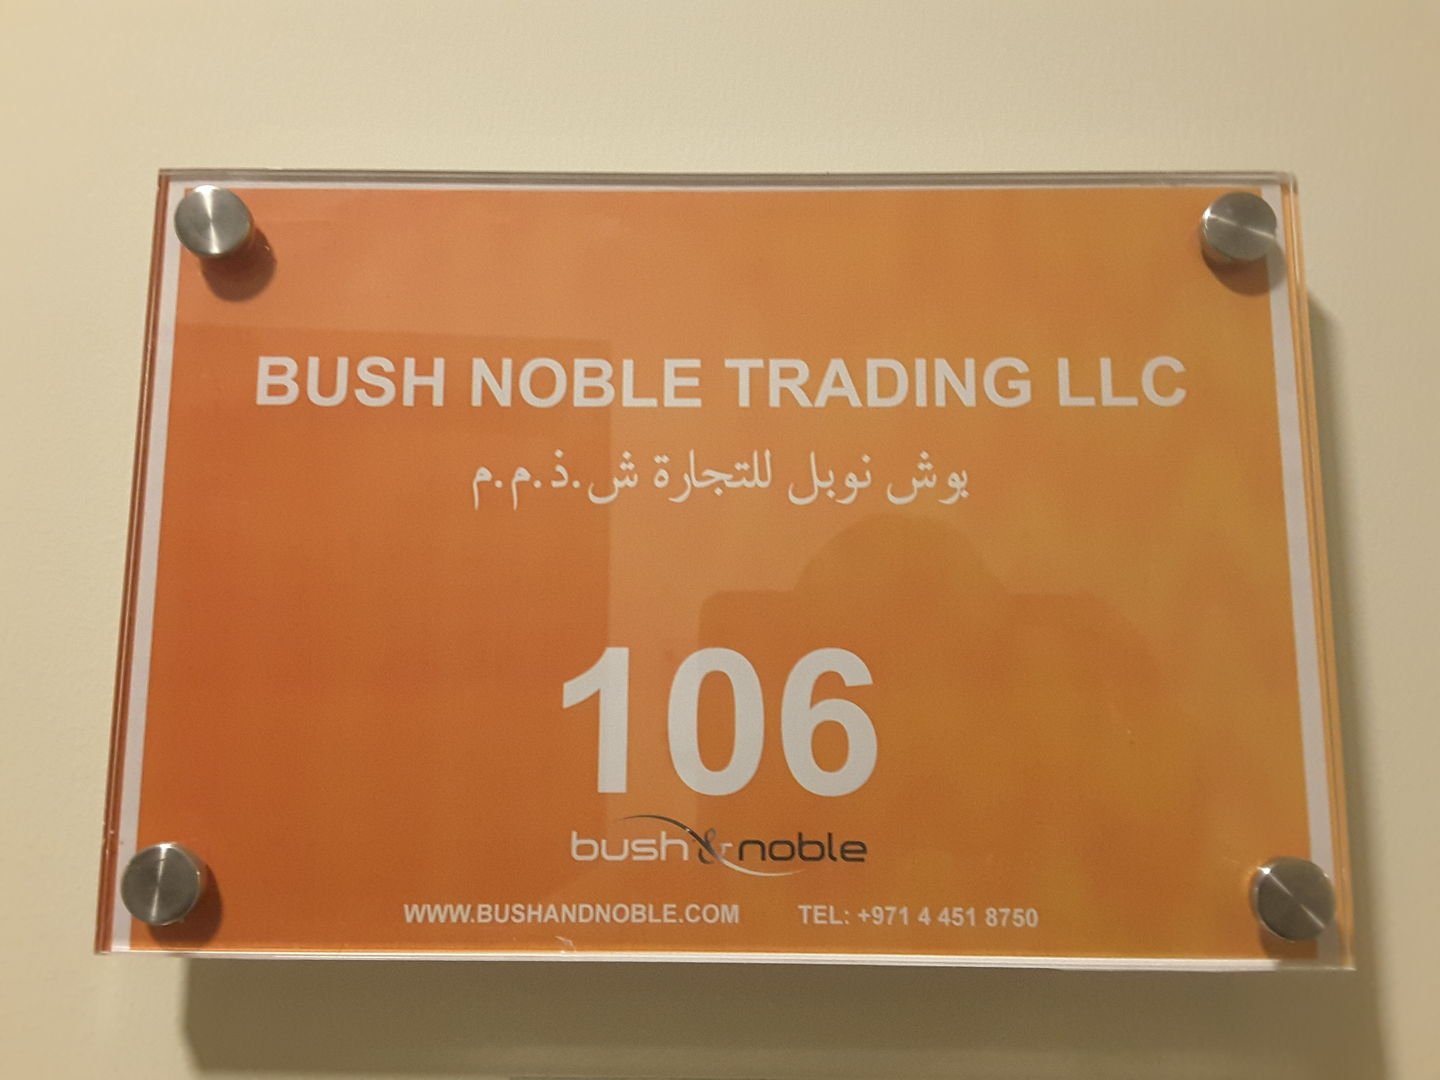 BUSH NOBLE TRADING LLC
بوش نوبل للتجارة ش.ذ.م.م
106
bush & noble
WWW.BUSHANDNOBLE.COM TEL: +971 4 451 8750